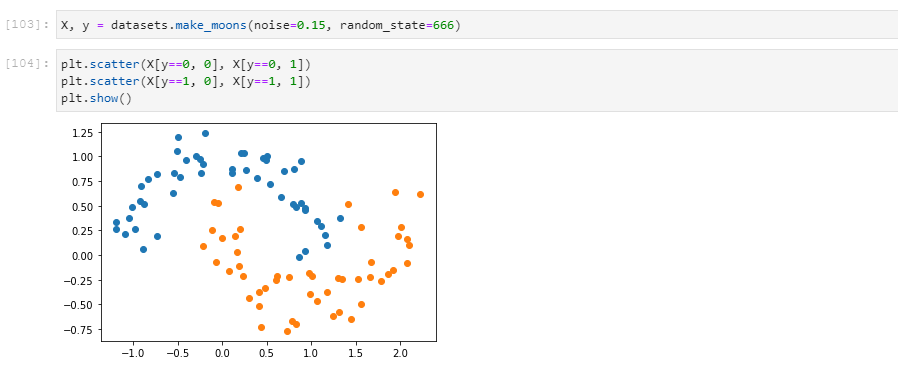 [103]: X, y = datasets.make_moons(noise=0.15, random_state=666)
[104]: plt.scatter(X[y==0, 0], X[y==0, 1])
plt.scatter(X[y==1, 0], X[y==1, 1])
plt.show()
1.25
1.00
0.75
0.50
0.25
0.00
−0.25
−0.50
−0.75
−1.0 −0.5 0.0 0.5 1.0 1.5 2.0